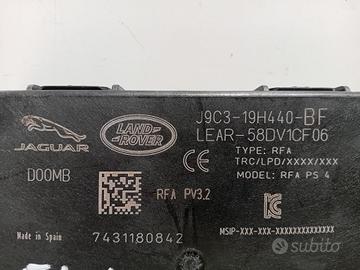 JAGUAR
LAND-
ROVER
J9C3-19H440-BF
LEAR-58DV1CF06
TYPE: RFA
TRC/LPD/XXXX/XXX
MODEL: RFA PS 4
D00MB
RFA PV3.2
Made in Spain
7431180842
MSIP-XXX-XXX-XXXXXXXXXXXXXX
subito